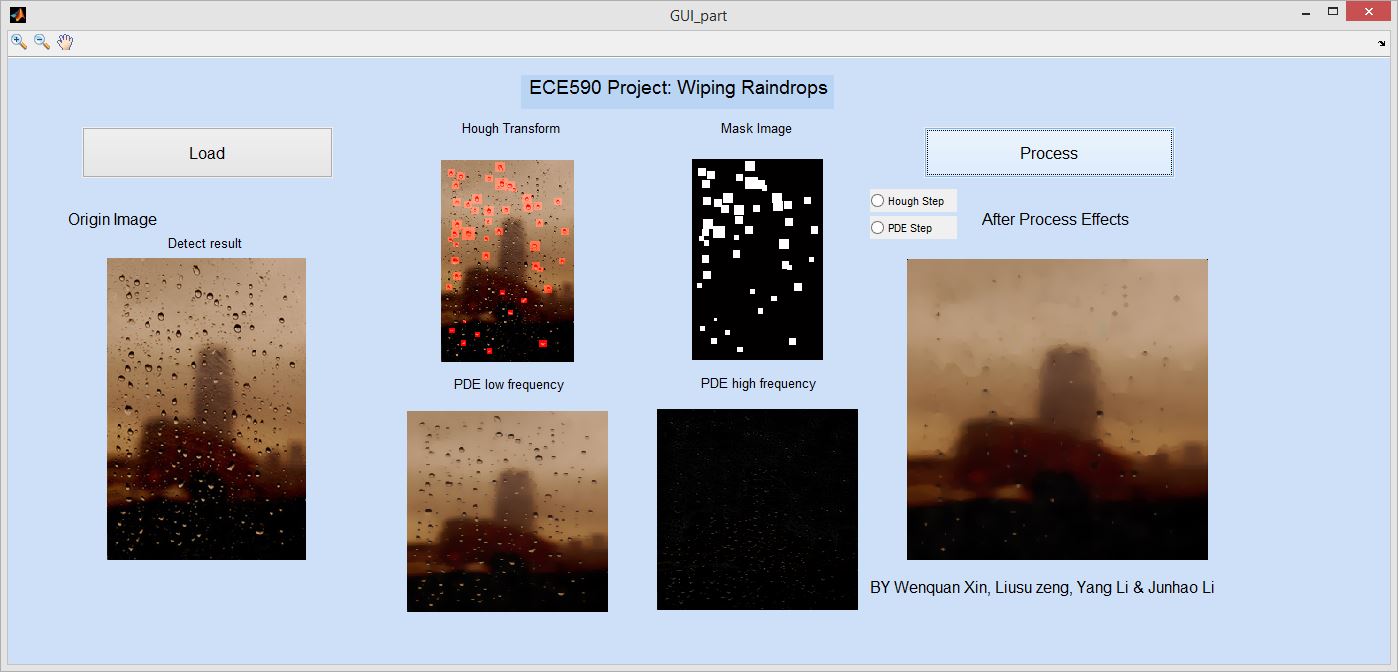 GUI_part
ECE590 Project: Wiping Raindrops
Load
Hough Transform
Mask Image
Process
Origin Image
Detect result
Hough Step
PDE Step
After Process Effects
PDE low frequency
PDE high frequency
BY Wenquan Xin, Liusu zeng, Yang Li & Junhao Li